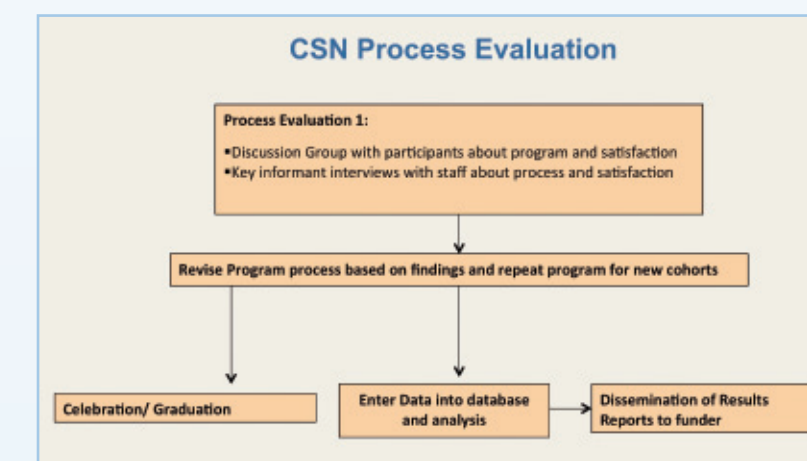 CSN Process Evaluation
Process Evaluation 1:
▪Discussion Group with participants about program and satisfaction
▪Key informant interviews with staff about process and satisfaction
Revise Program process based on findings and repeat program for new cohorts
Celebration/ Graduation
Enter Data into database
and analysis
Dissemination of Results
Reports to funder